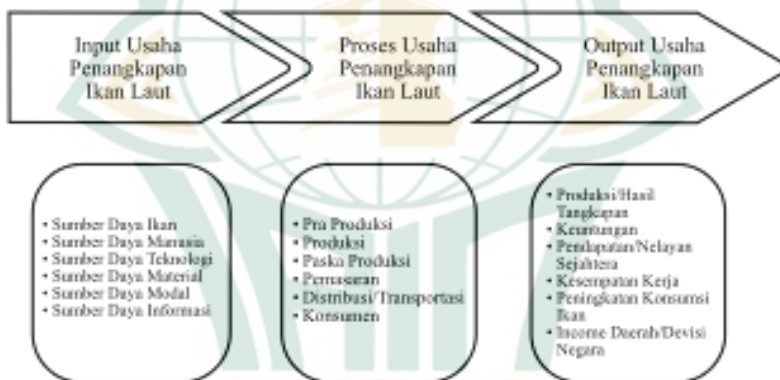 Input Usaha
Penangkapan
Ikan Laut
Proses Usaha
Penangkapan
Ikan Laut
Output Usaha
Penangkapan
Ikan Laut
• Sumber Daya Ikan
• Sumber Daya Manusia
• Sumber Daya Teknologi
• Sumber Daya Material
• Sumber Daya Modal
• Sumber Daya Informasi
• Pra Produksi
• Produksi
• Paska Produksi
• Pemasaran
• Distribusi/Transportasi
• Konsumen
• Produksi/Hasil
Tangkapan
• Keuntungan
• Pendapatan/Nelayan
Sejahtera
• Kesempatan Kerja
• Peningkatan Konsumsi
Ikan
• Income Daerah/Devisi
Negara